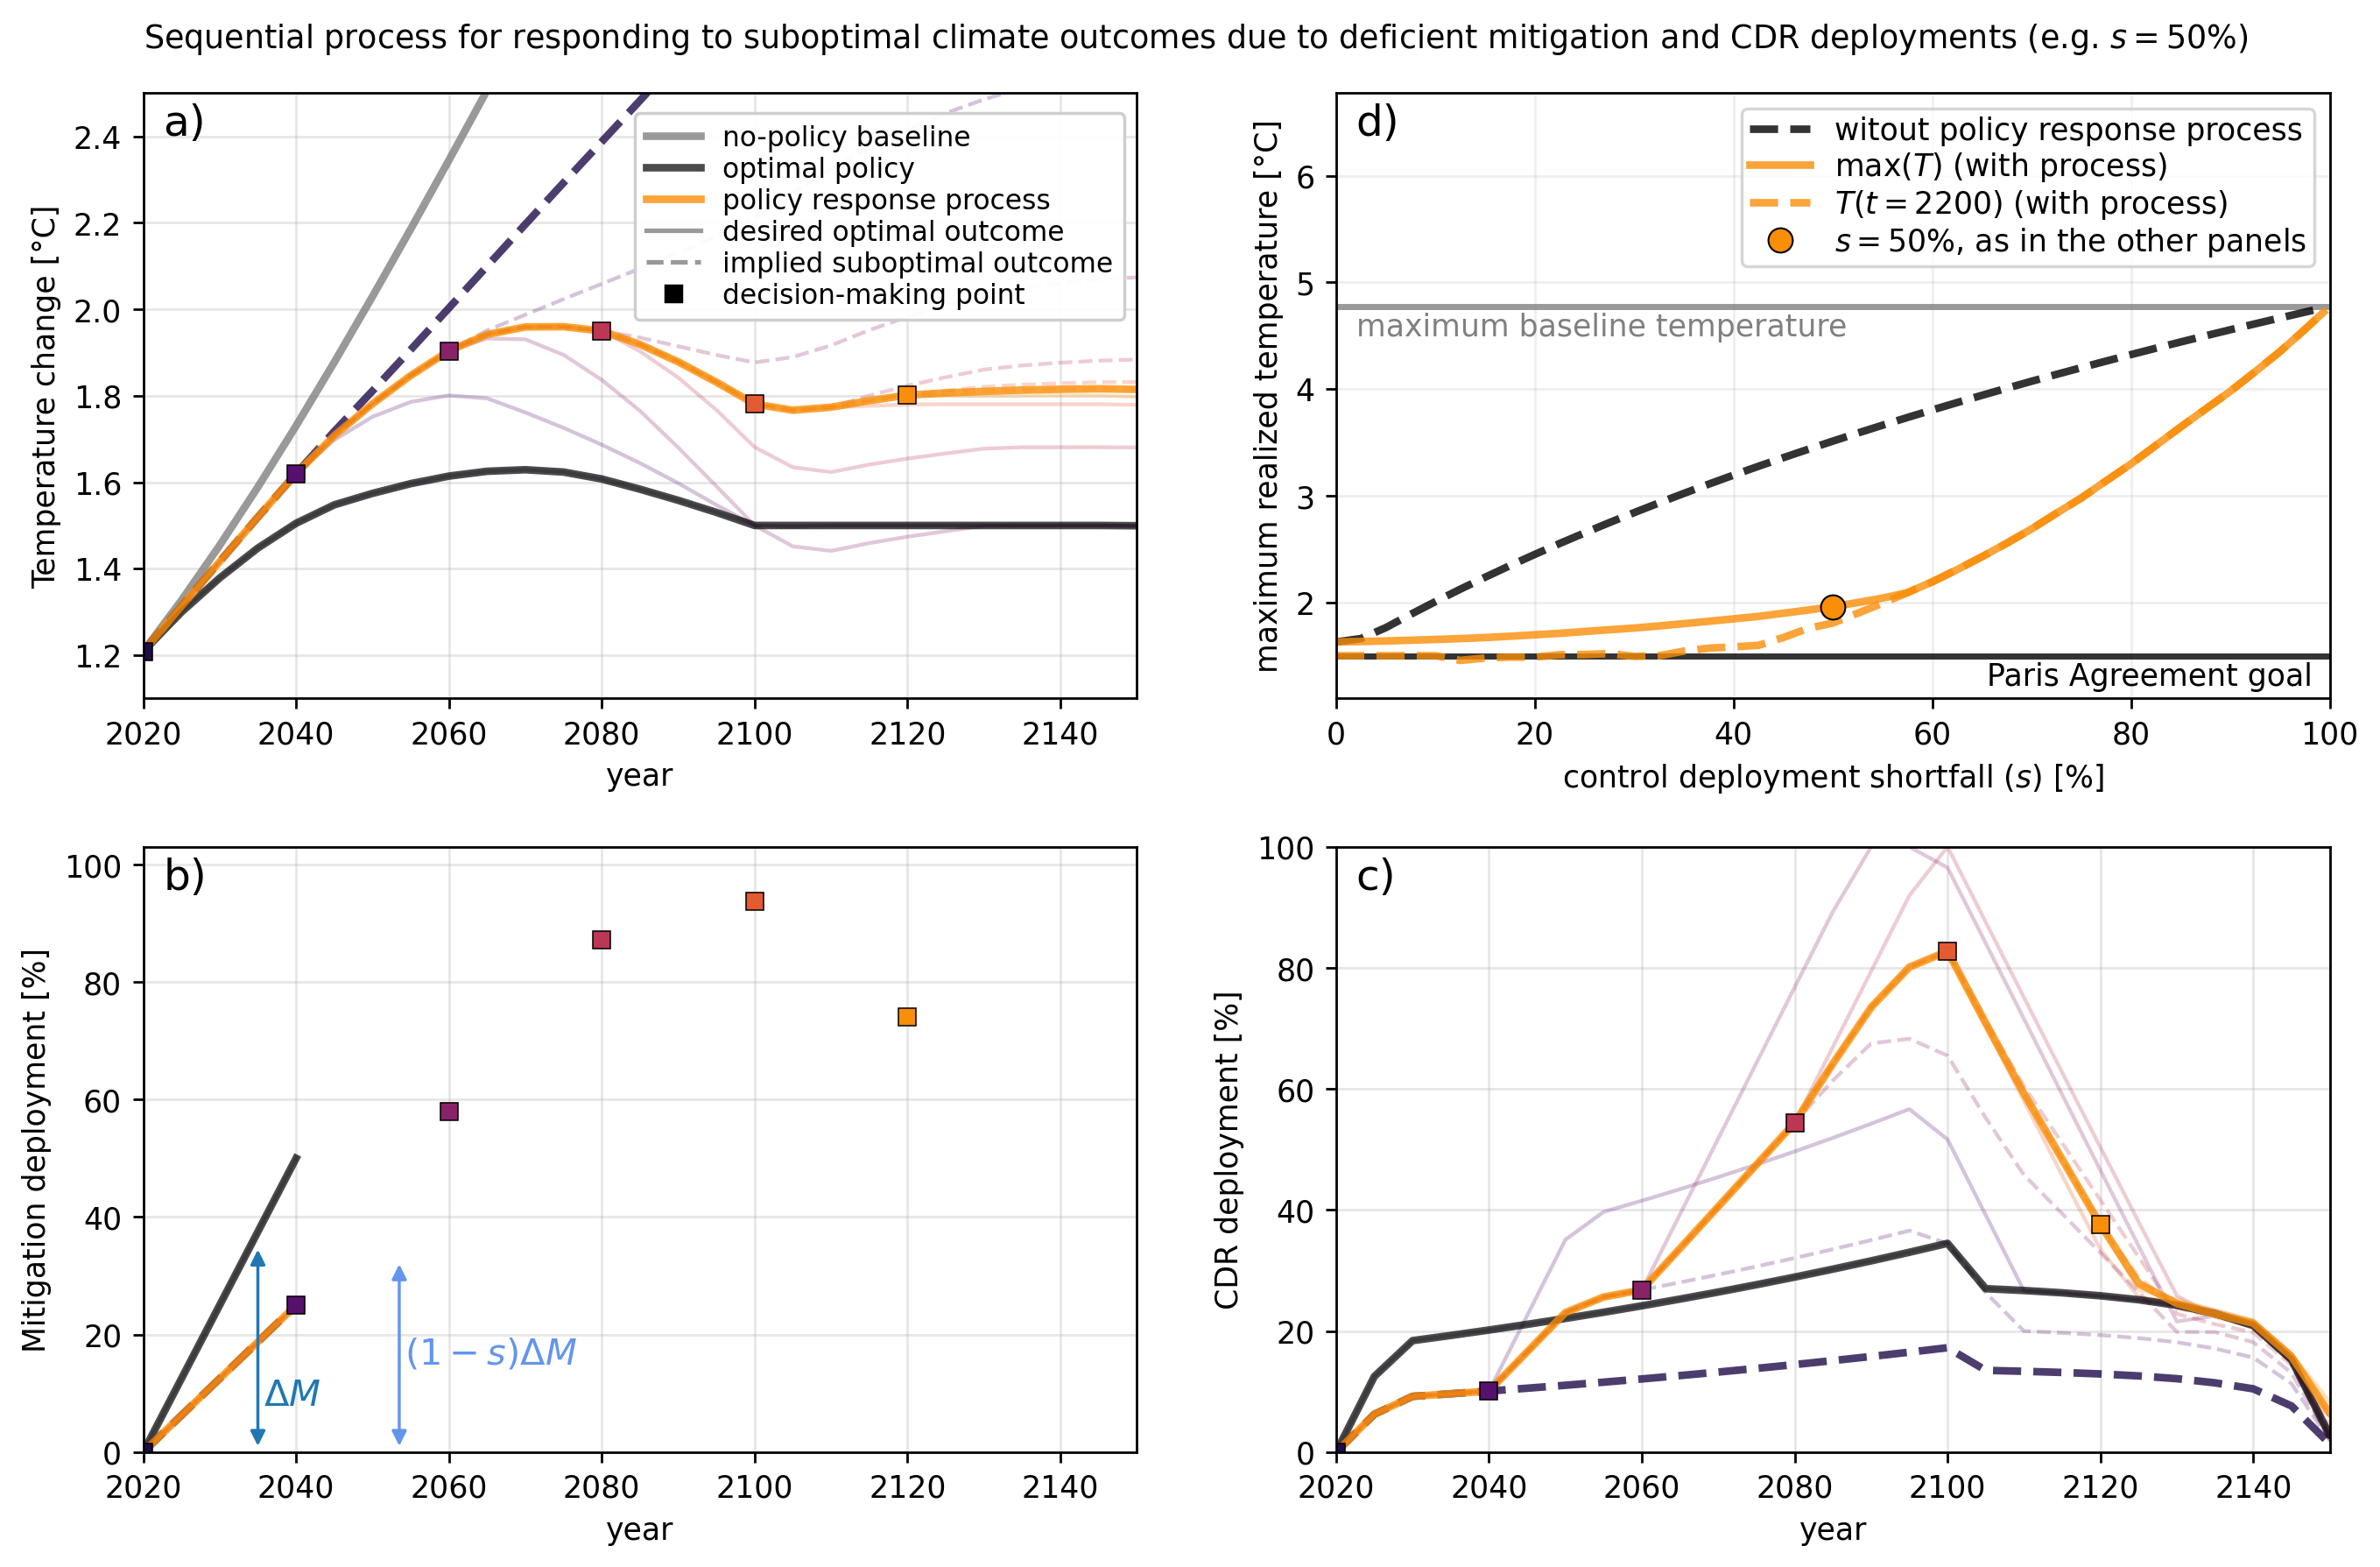 Sequential process for responding to suboptimal climate outcomes due to deficient mitigation and CDR deployments (e.g. s = 50%)
a)
no-policy baseline
optimal policy
policy response process
desired optimal outcome
implied suboptimal outcome
decision-making point
Temperature change [°C]
2.4
2.2
2.0
1.8
1.6
1.4
1.2
2020 2040 2060 2080 2100 2120 2140
year
d)
witout policy response process
max(T) (with process)
T(t = 2200) (with process)
s = 50%, as in the other panels
maximum baseline temperature
Paris Agreement goal
maximum realized temperature [°C]
6
5
4
3
2
0 20 40 60 80 100
control deployment shortfall (s) [%]
b)
ΔM
(1 − s)ΔM
Mitigation deployment [%]
100
80
60
40
20
0
2020 2040 2060 2080 2100 2120 2140
year
c)
CDR deployment [%]
100
80
60
40
20
0
2020 2040 2060 2080 2100 2120 2140
year